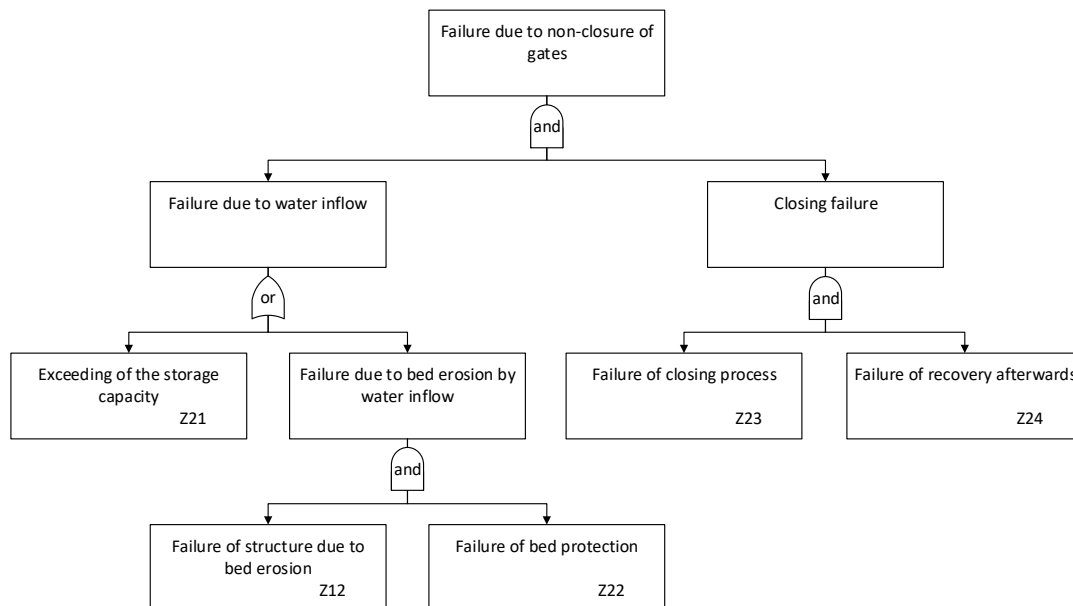 Failure due to non-closure of
gates
and
Failure due to water inflow
Closing failure
or
and
Exceeding of the storage
capacity
Z21
Failure due to bed erosion by
water inflow
Failure of closing process
Z23
Failure of recovery afterwards
Z24
and
Failure of structure due to
bed erosion
Z12
Failure of bed protection
Z22